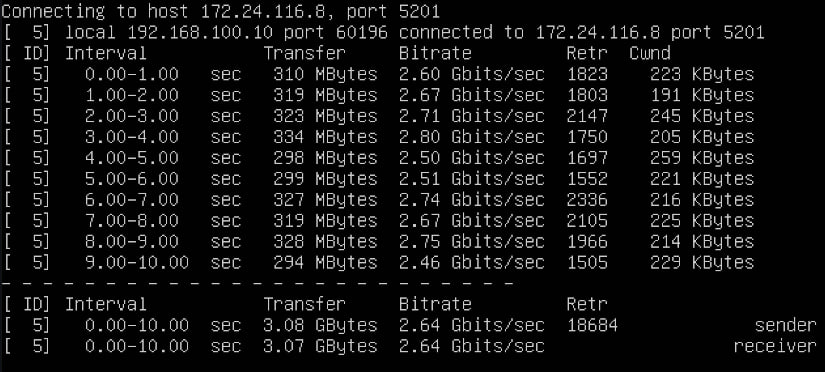 Connecting to host 172.24.116.8, port 5201
[  5] local 192.168.100.10 port 60196 connected to 172.24.116.8 port 5201
[ ID] Interval           Transfer     Bitrate         Retr  Cwnd
[  5]   0.00-1.00   sec   310 MBytes  2.60 Gbits/sec  1823    223 KBytes
[  5]   1.00-2.00   sec   319 MBytes  2.67 Gbits/sec  1803    191 KBytes
[  5]   2.00-3.00   sec   323 MBytes  2.71 Gbits/sec  2147    245 KBytes
[  5]   3.00-4.00   sec   334 MBytes  2.80 Gbits/sec  1750    205 KBytes
[  5]   4.00-5.00   sec   298 MBytes  2.50 Gbits/sec  1697    259 KBytes
[  5]   5.00-6.00   sec   299 MBytes  2.51 Gbits/sec  1552    221 KBytes
[  5]   6.00-7.00   sec   327 MBytes  2.74 Gbits/sec  2336    216 KBytes
[  5]   7.00-8.00   sec   319 MBytes  2.67 Gbits/sec  2105    225 KBytes
[  5]   8.00-9.00   sec   328 MBytes  2.75 Gbits/sec  1966    214 KBytes
[  5]   9.00-10.00  sec   294 MBytes  2.46 Gbits/sec  1505    229 KBytes
- - - - - - - - - - - - - - - - - - - - - - - - -
[ ID] Interval           Transfer     Bitrate         Retr
[  5]   0.00-10.00  sec  3.08 GBytes  2.64 Gbits/sec  18684             sender
[  5]   0.00-10.00  sec  3.07 GBytes  2.64 Gbits/sec                  receiver